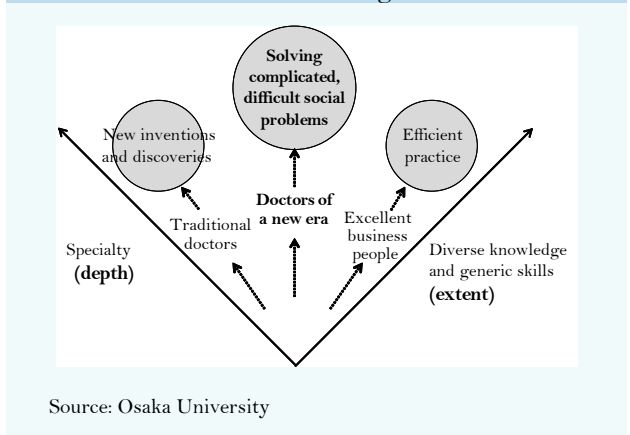 Solving
complicated,
difficult social
problems
New inventions
and discoveries
Efficient
practice
Doctors of
a new era
Traditional
doctors
Excellent
business
people
Specialty
(depth)
Diverse knowledge
and generic skills
(extent)
Source: Osaka University